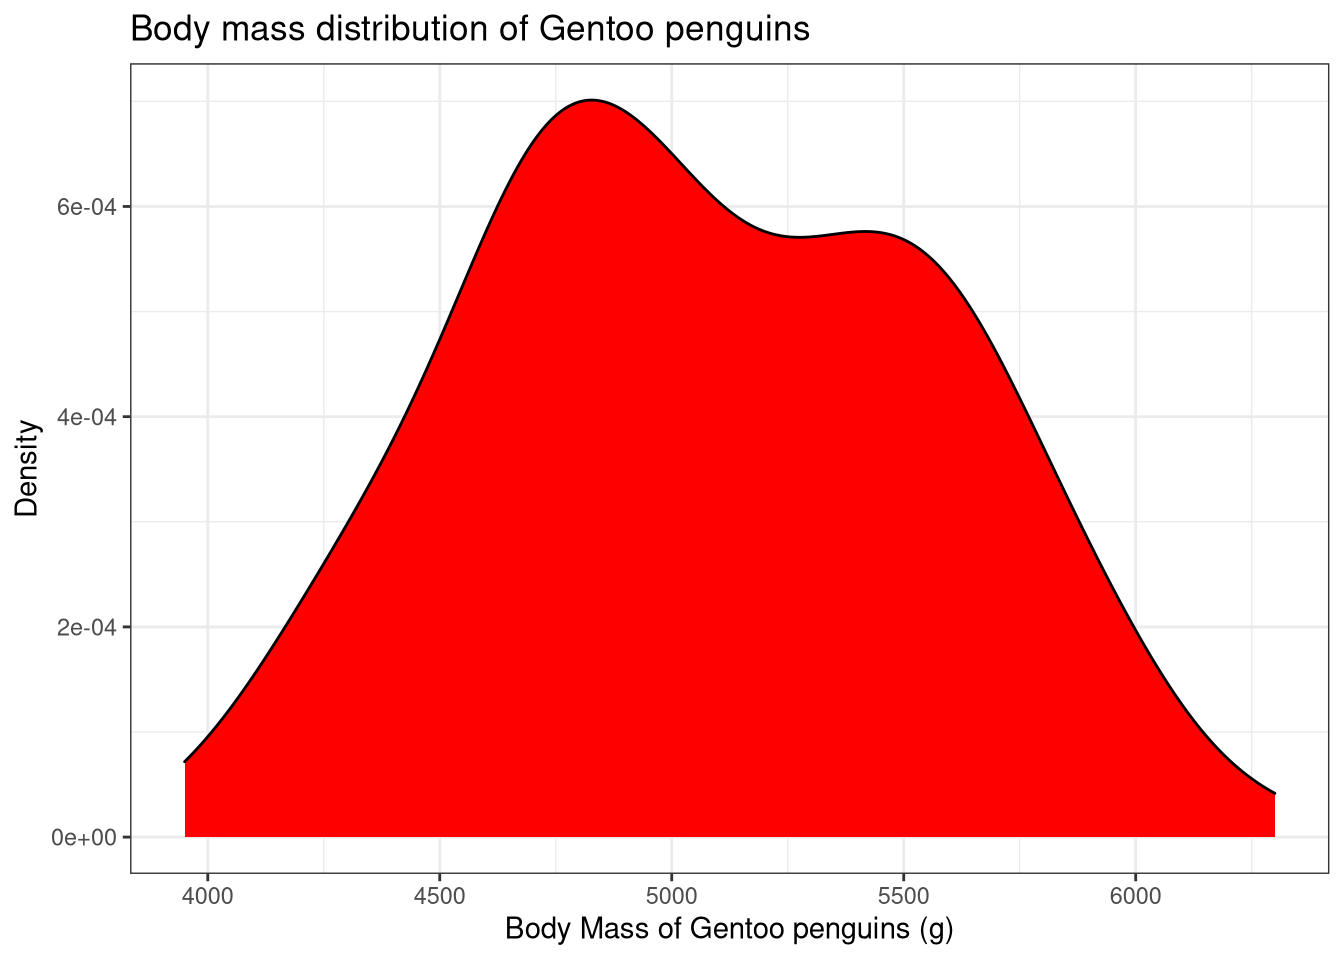 Body mass distribution of Gentoo penguins
Density
6e-04
4e-04
2e-04
0e+00
4000 4500 5000 5500 6000
Body Mass of Gentoo penguins (g)